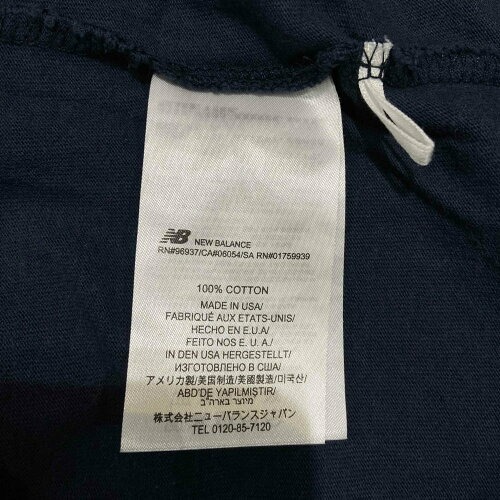 NB NEW BALANCE
RN#96937/CA#06054/SA RN#01759939
100% COTTON
MADE IN USA/
FABRIQUÉ AUX ETATS-UNIS/
HECHO EN E.U.A/
FEITO NOS E. U. A./
IN DEN USA HERGESTELLT/
ИЗГОТОВЛЕНО В США/
アメリカ製/美国制造/美國製造/미국산/
ABD'DE YAPILMIŞTIR/
מיוצר בארה"ב
株式会社ニューバランスジャパン
TEL 0120-85-7120